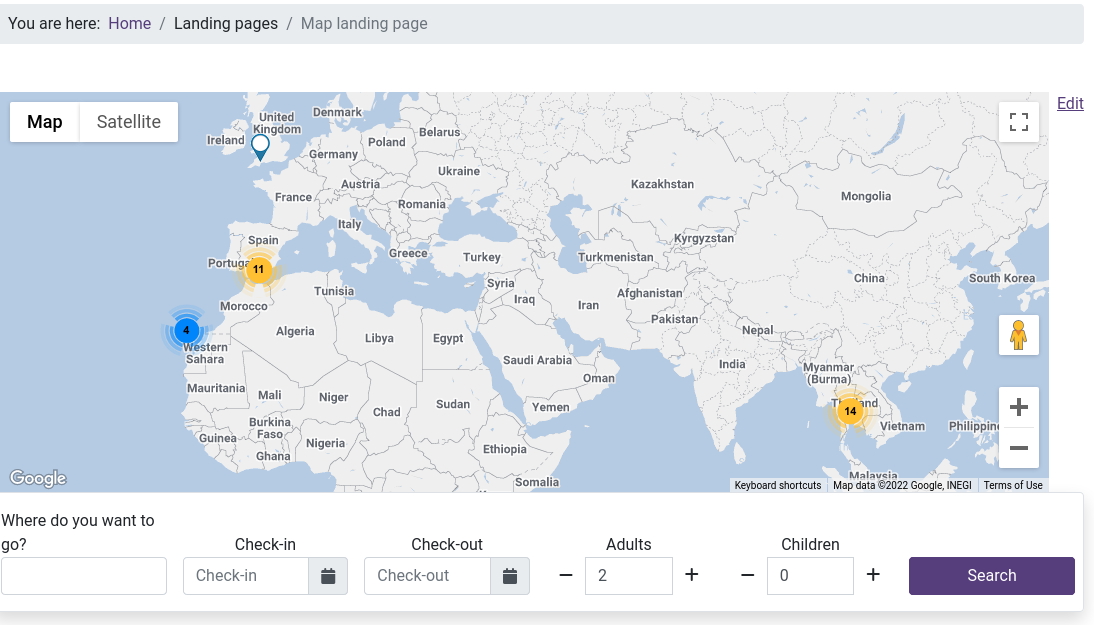 You are here: Home / Landing pages / Map landing page
Edit
Map Satellite
United
Kingdom
Ireland
Denmark
Belarus
Poland
Germany
Ukraine
Austria
France
Romania
Kazakhstan
Mongolia
Italy
Spain
Kyrgyzstan
Greece
Turkey
Turkmenistan
Portuga
11
China
South Korea
Syria
Tunisia
Afghanistan
Iraq
Iran
Morocco
Pakistan
4
Algeria
Libya
Egypt
Nepal
Western
Sahara
Saudi Arabia
India
Myanmar
(Burma)
Oman
Mauritania
Mali
Niger
Chad
Sudan
Yemen
Th and
14
Burkina
Faso
Vietnam
Philippine
Guinea
Nigeria
Ghana
Ethiopia
Somalia
Malaysia
Google
Keyboard shortcuts Map data ©2022 Google, INEGI Terms of Use
Where do you want to
go?
Check-in Check-out Adults Children
Check-in Check-out − 2 + − 0 + Search